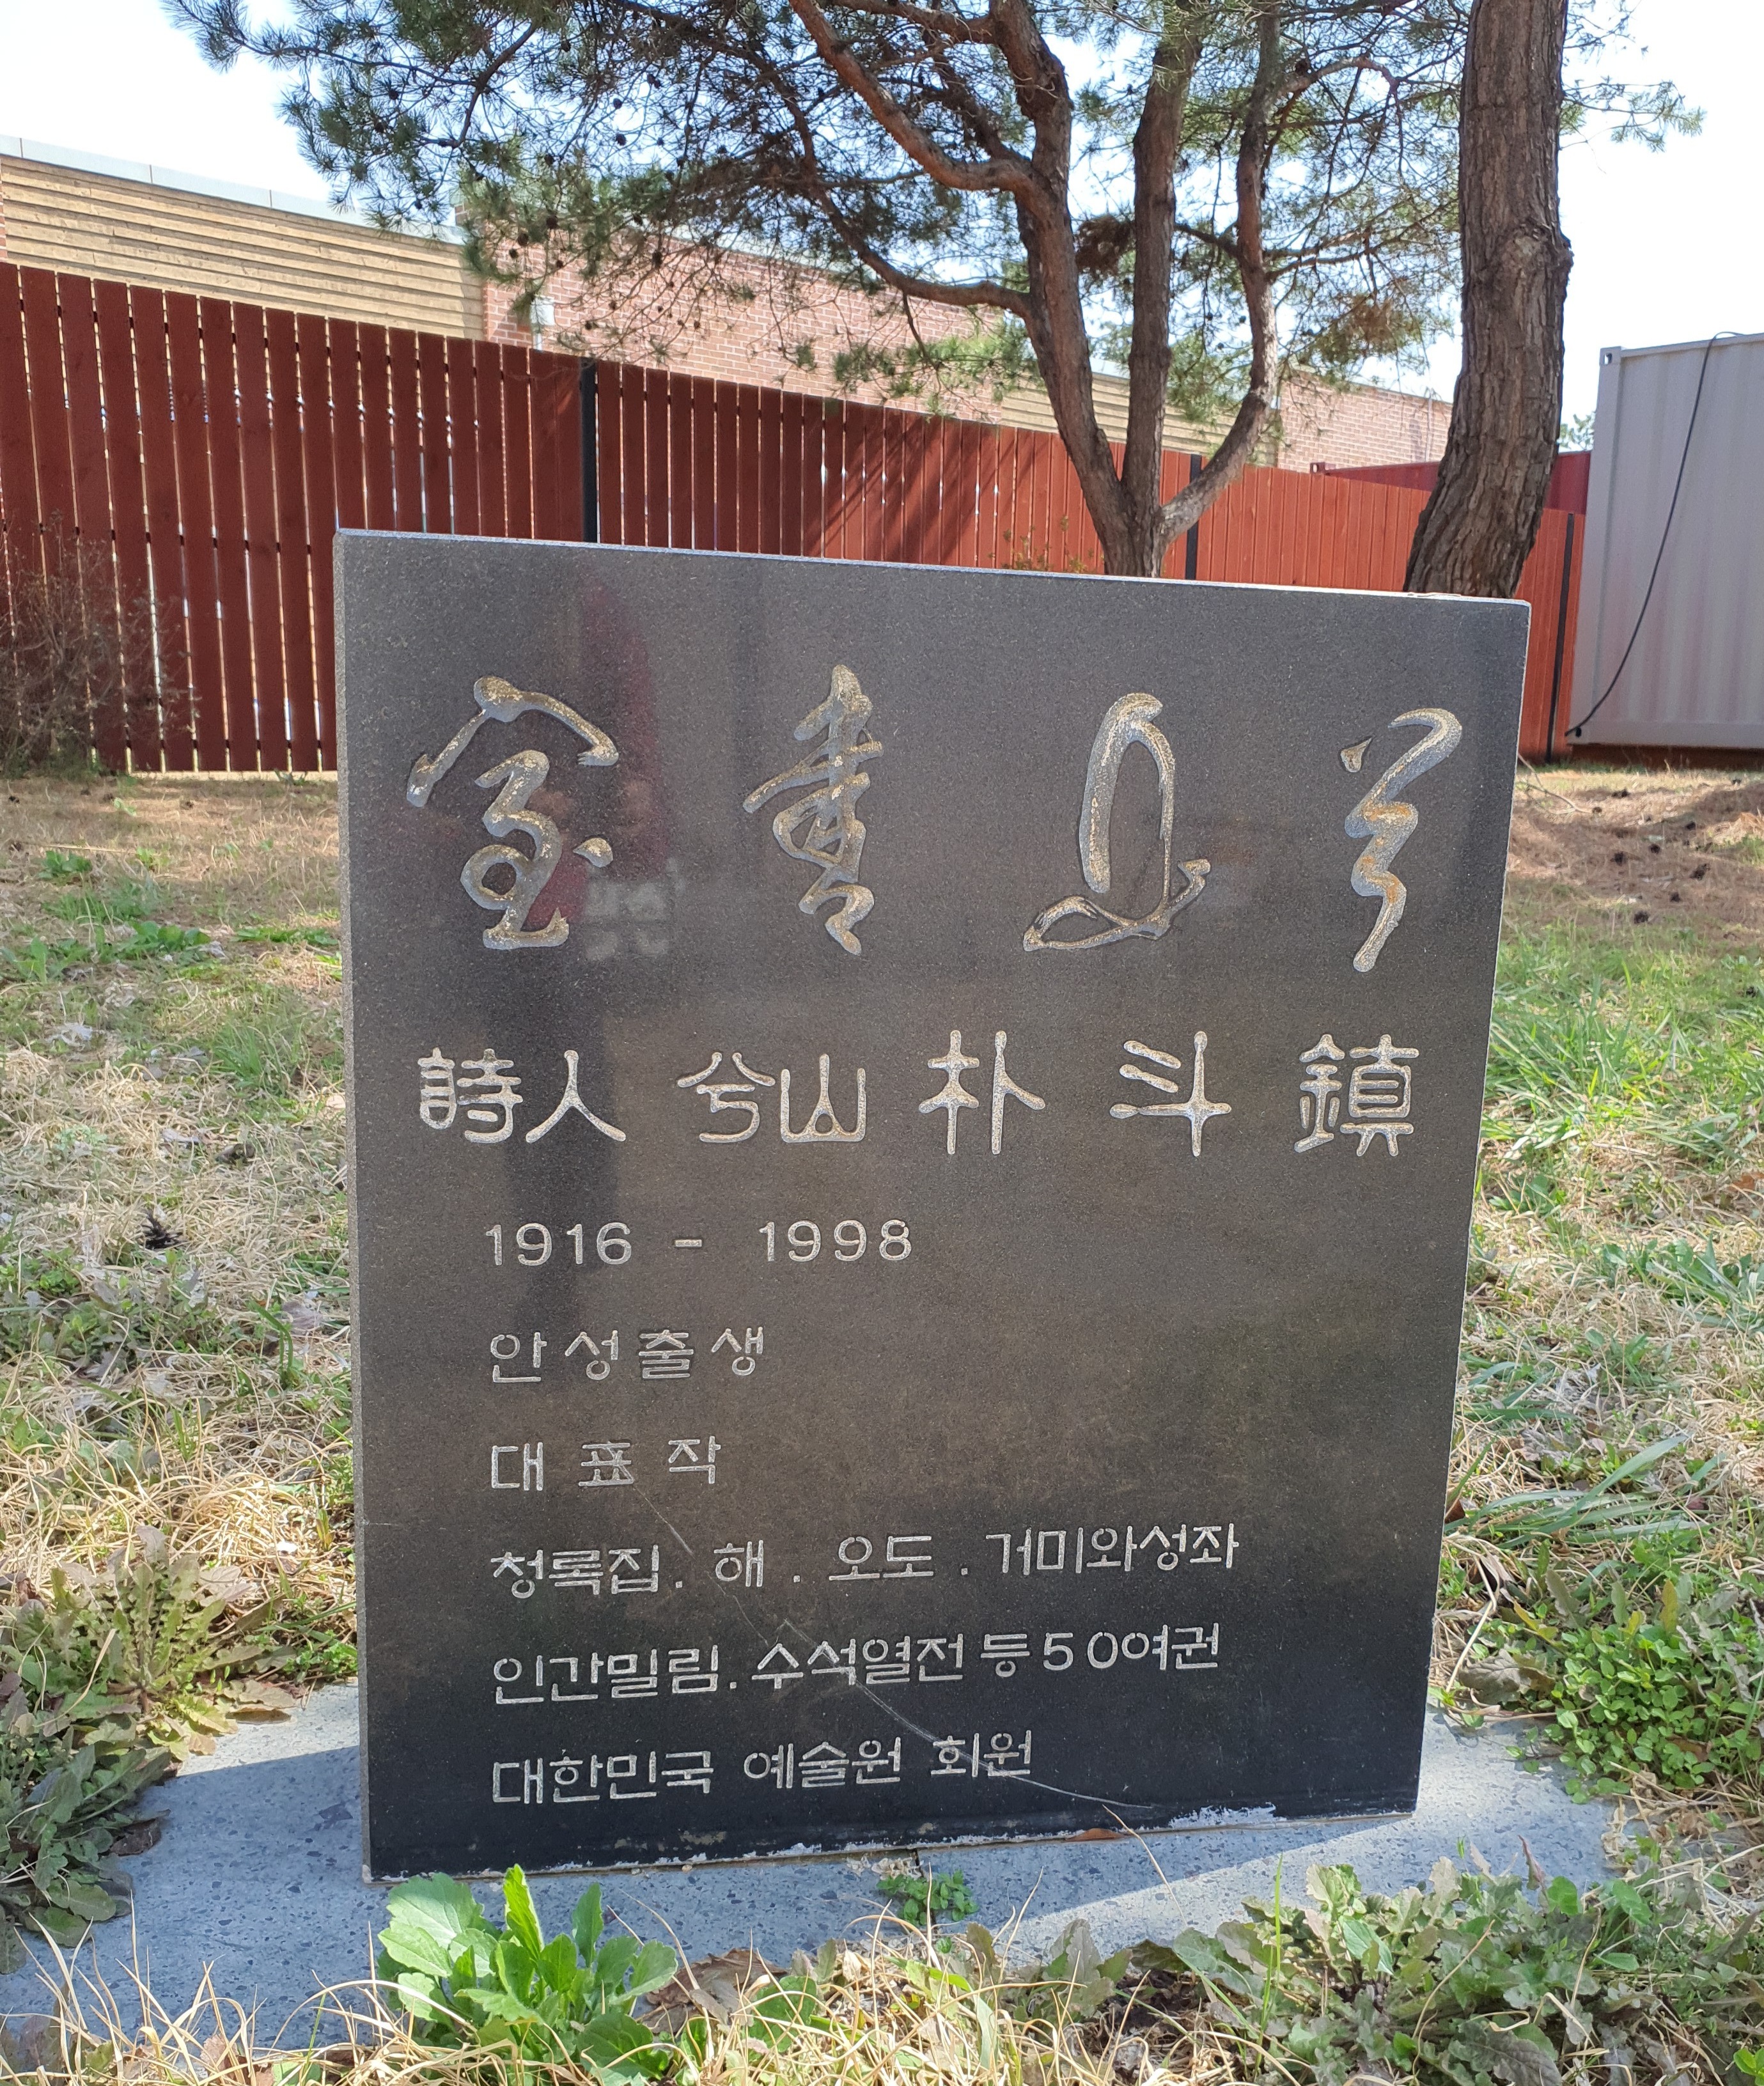 詩人 兮山 朴斗鎮
1916 - 1998
안성출생
대표작
청록집. 해. 오도. 거미와성좌
인간밀림. 수석열전 등 50여권
대한민국 예술원 회원